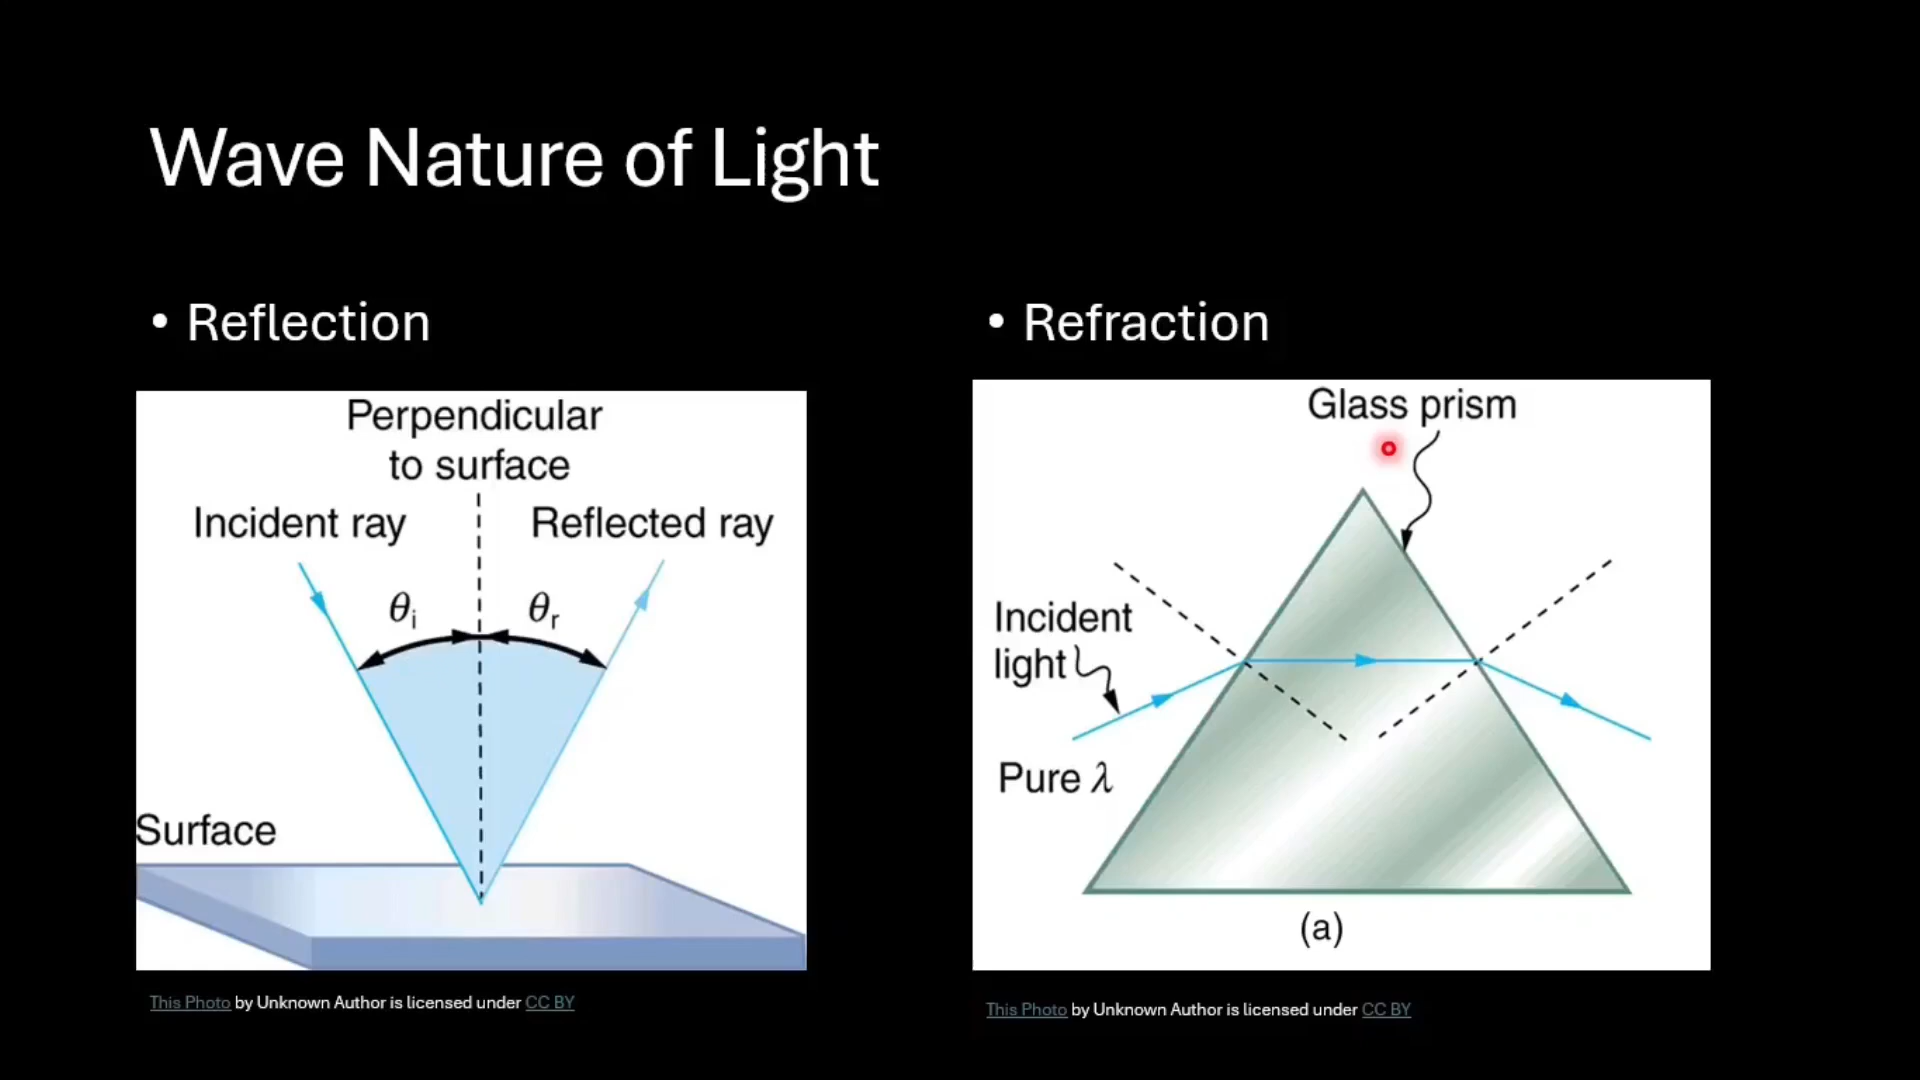 Wave Nature of Light
• Reflection
Perpendicular
to surface
Incident ray
Reflected ray
θi
θr
Surface
This Photo by Unknown Author is licensed under CC BY
• Refraction
Glass prism
Incident
light
Pure λ
(a)
This Photo by Unknown Author is licensed under CC BY